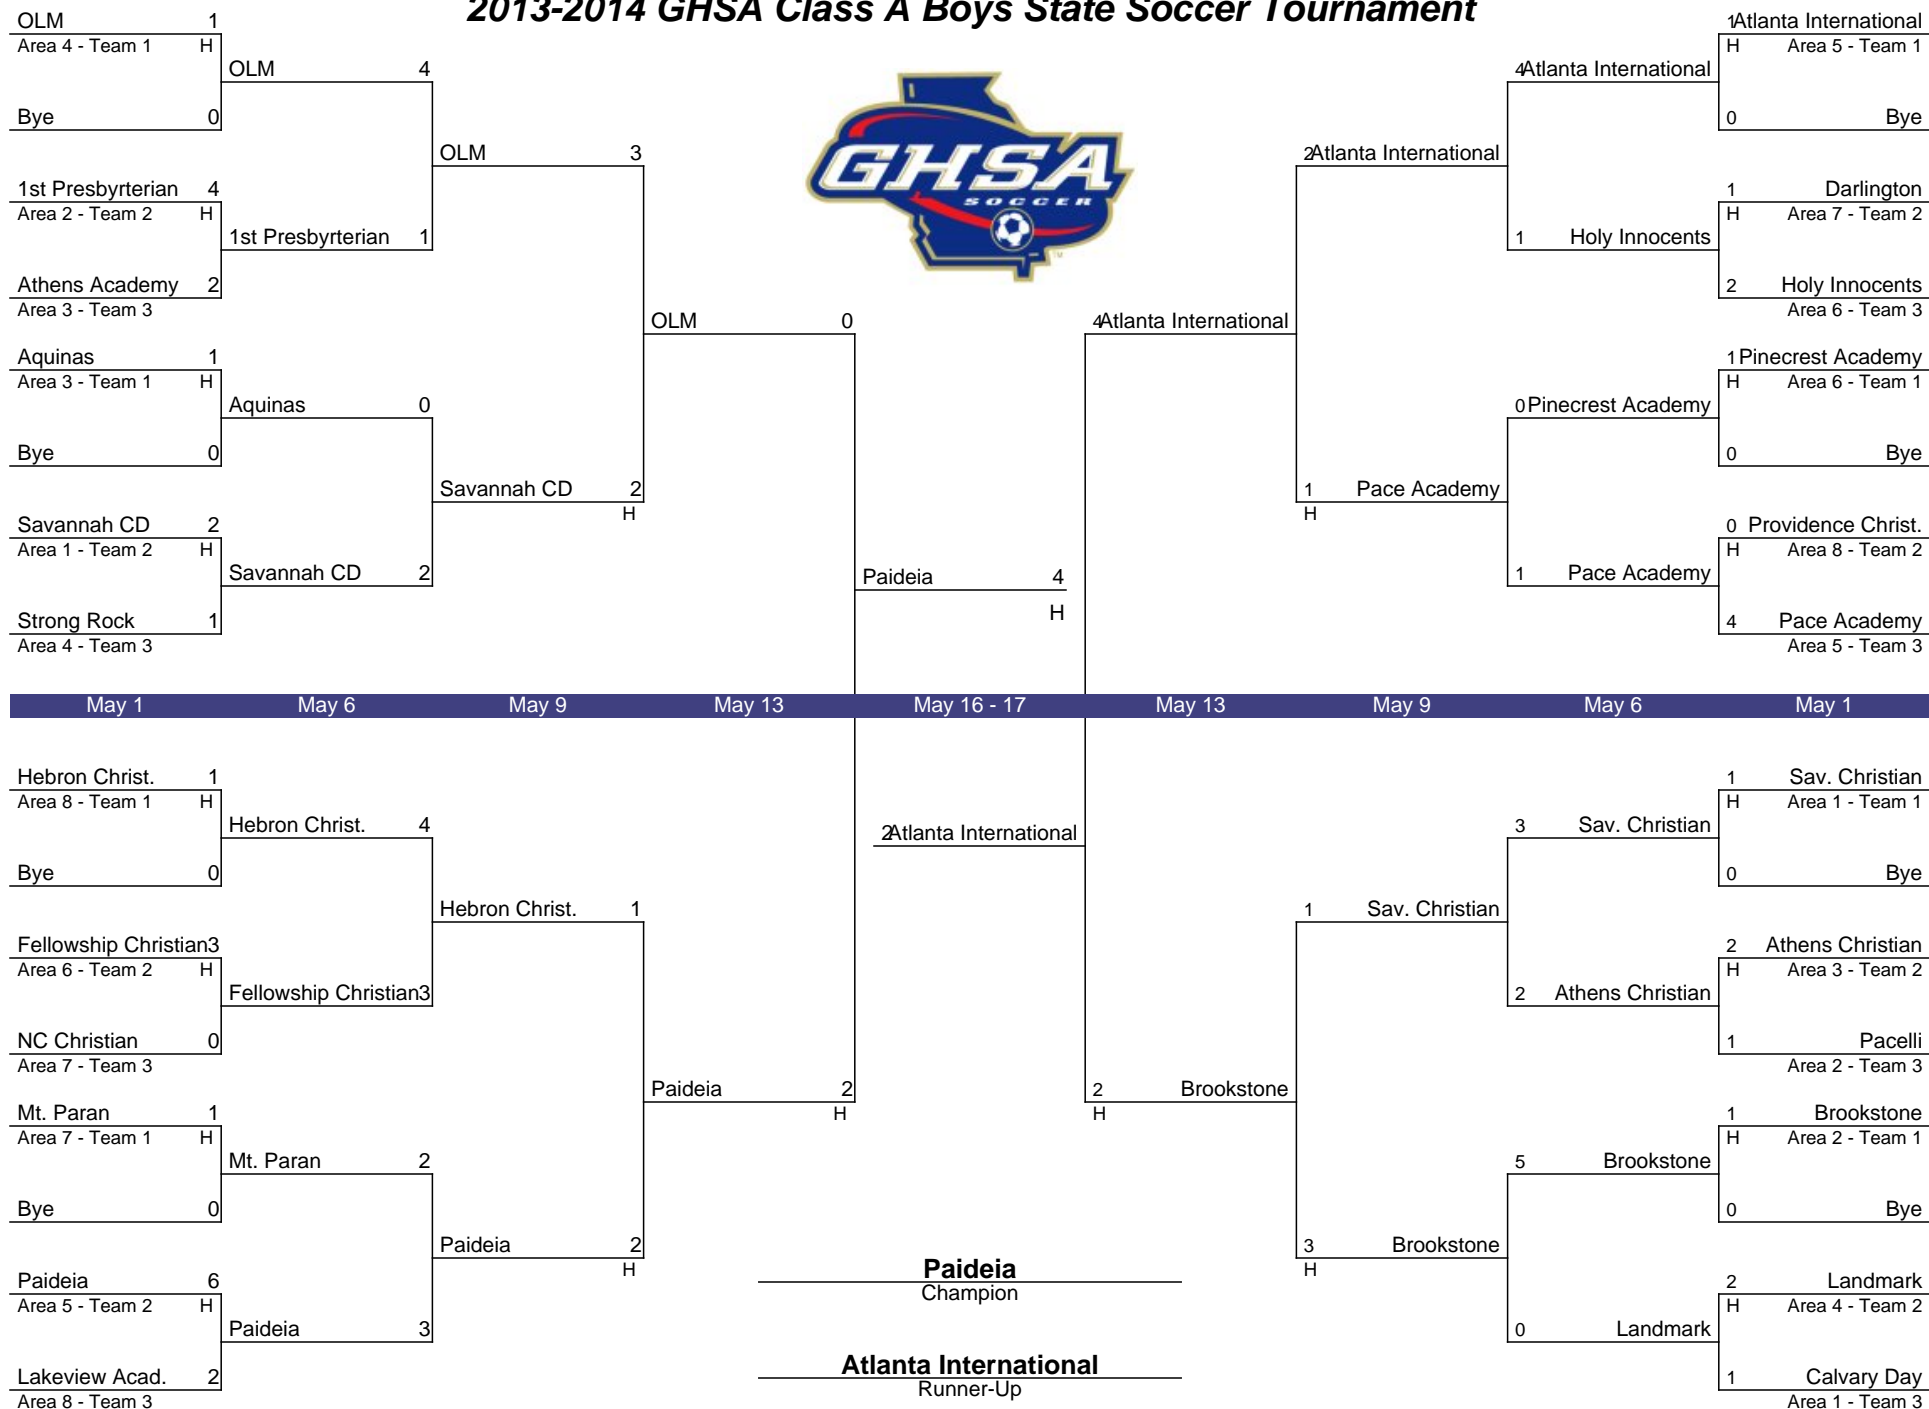 2013-2014 GHSA Class A Boys State Soccer Tournament
GHSA
SOCCER
TM
OLM 1
Area 4 - Team 1 H
Bye 0
1st Presbyrterian 4
Area 2 - Team 2 H
Athens Academy 2
Area 3 - Team 3
Aquinas 1
Area 3 - Team 1 H
Bye 0
Savannah CD 2
Area 1 - Team 2 H
Strong Rock 1
Area 4 - Team 3
OLM 4
1st Presbyrterian 1
Aquinas 0
Savannah CD 2
OLM 3
Savannah CD 2
H
OLM 0
Paideia 4
H
4 Atlanta International
2 Atlanta International
1 Pace Academy
H
4 Atlanta International
1 Holy Innocents
0 Pinecrest Academy
1 Pace Academy
1 Atlanta International
H Area 5 - Team 1
0 Bye
1 Darlington
H Area 7 - Team 2
2 Holy Innocents
Area 6 - Team 3
1 Pinecrest Academy
H Area 6 - Team 1
0 Bye
0 Providence Christ.
H Area 8 - Team 2
4 Pace Academy
Area 5 - Team 3
May 1 May 6 May 9 May 13 May 16 - 17 May 13 May 9 May 6 May 1
Hebron Christ. 1
Area 8 - Team 1 H
Bye 0
Fellowship Christian 3
Area 6 - Team 2 H
NC Christian 0
Area 7 - Team 3
Mt. Paran 1
Area 7 - Team 1 H
Bye 0
Paideia 6
Area 5 - Team 2 H
Lakeview Acad. 2
Area 8 - Team 3
Hebron Christ. 4
Fellowship Christian 3
Mt. Paran 2
Paideia 3
Hebron Christ. 1
Paideia 2
H
Paideia 2
H
2 Atlanta International
2 Brookstone
H
1 Sav. Christian
3 Brookstone
H
3 Sav. Christian
2 Athens Christian
5 Brookstone
0 Landmark
1 Sav. Christian
H Area 1 - Team 1
0 Bye
2 Athens Christian
H Area 3 - Team 2
1 Pacelli
Area 2 - Team 3
1 Brookstone
H Area 2 - Team 1
0 Bye
2 Landmark
H Area 4 - Team 2
1 Calvary Day
Area 1 - Team 3
Paideia
Champion
Atlanta International
Runner-Up